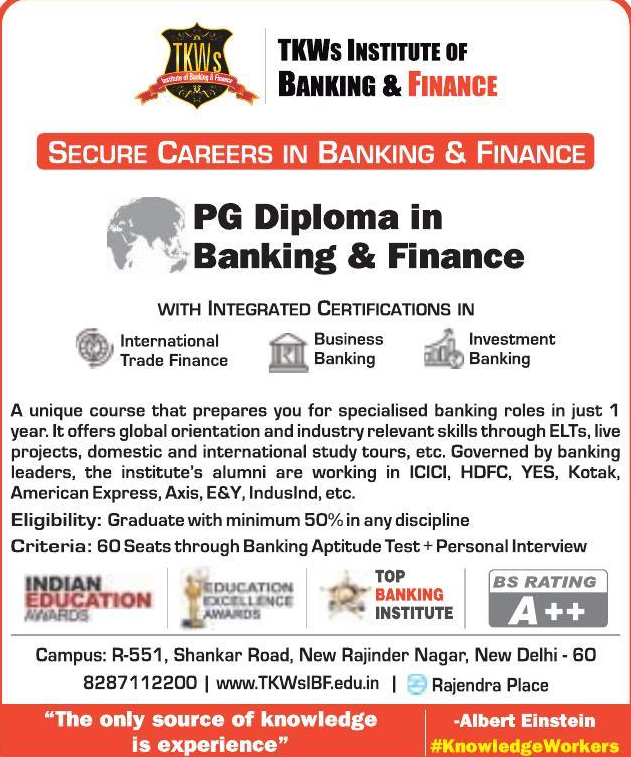 TKWs
Institute of Banking & Finance
TKWs INSTITUTE OF
BANKING & FINANCE
SECURE CAREERS IN BANKING & FINANCE
PG Diploma in
Banking & Finance
WITH INTEGRATED CERTIFICATIONS IN
International
Trade Finance
Business
Banking
Investment
Banking
A unique course that prepares you for specialised banking roles in just 1
year. It offers global orientation and industry relevant skills through ELTs, live
projects, domestic and international study tours, etc. Governed by banking
leaders, the institute's alumni are working in ICICI, HDFC, YES, Kotak,
American Express, Axis, E&Y, IndusInd, etc.
Eligibility: Graduate with minimum 50% in any discipline
Criteria: 60 Seats through Banking Aptitude Test + Personal Interview
INDIAN
EDUCATION
AWARDS
EDUCATION
EXCELLENCE
AWARDS
TOP
BANKING
INSTITUTE
BS RATING
A++
Campus: R-551, Shankar Road, New Rajinder Nagar, New Delhi - 60
8287112200 | www.TKWsIBF.edu.in | Rajendra Place
"The only source of knowledge
is experience"
-Albert Einstein
#KnowledgeWorkers